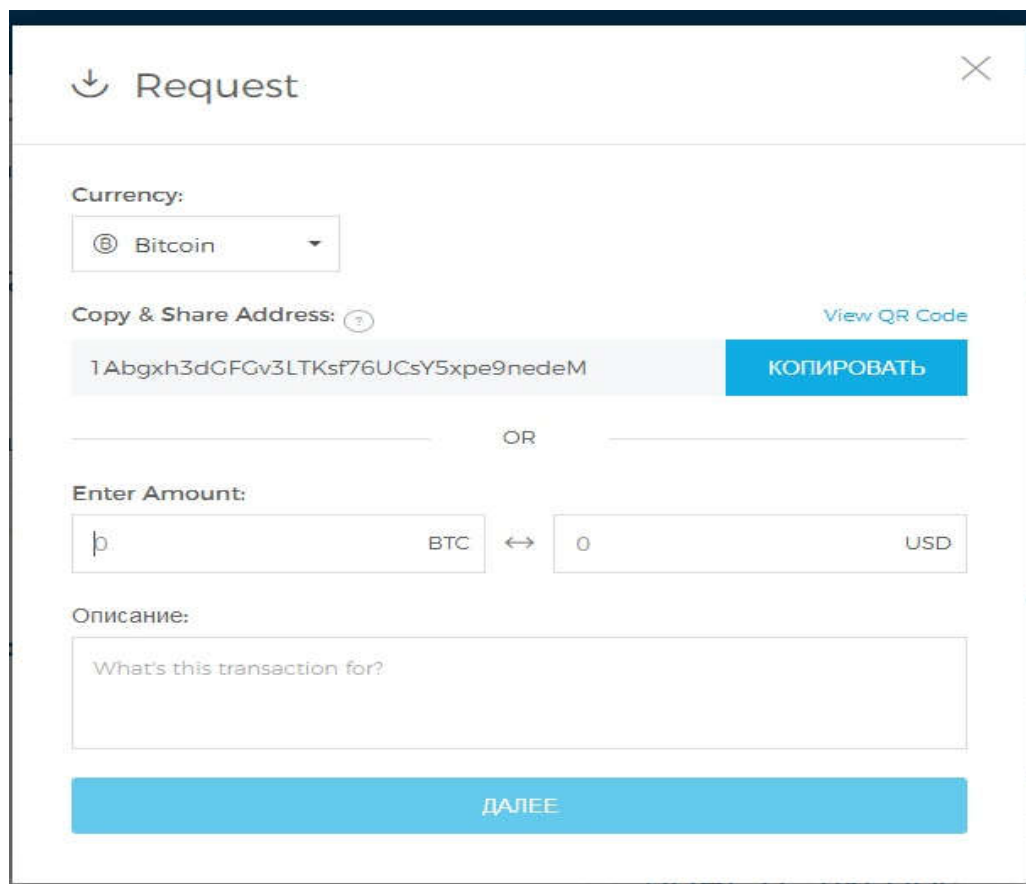 Request
Currency:
Bitcoin
Copy & Share Address: ?
View QR Code
1Abgxh3dGFGv3LTKsf76UCsY5xpe9nedeM
КОПИРОВАТЬ
OR
Enter Amount:
0 BTC
0 USD
Описание:
What's this transaction for?
ДАЛЕЕ